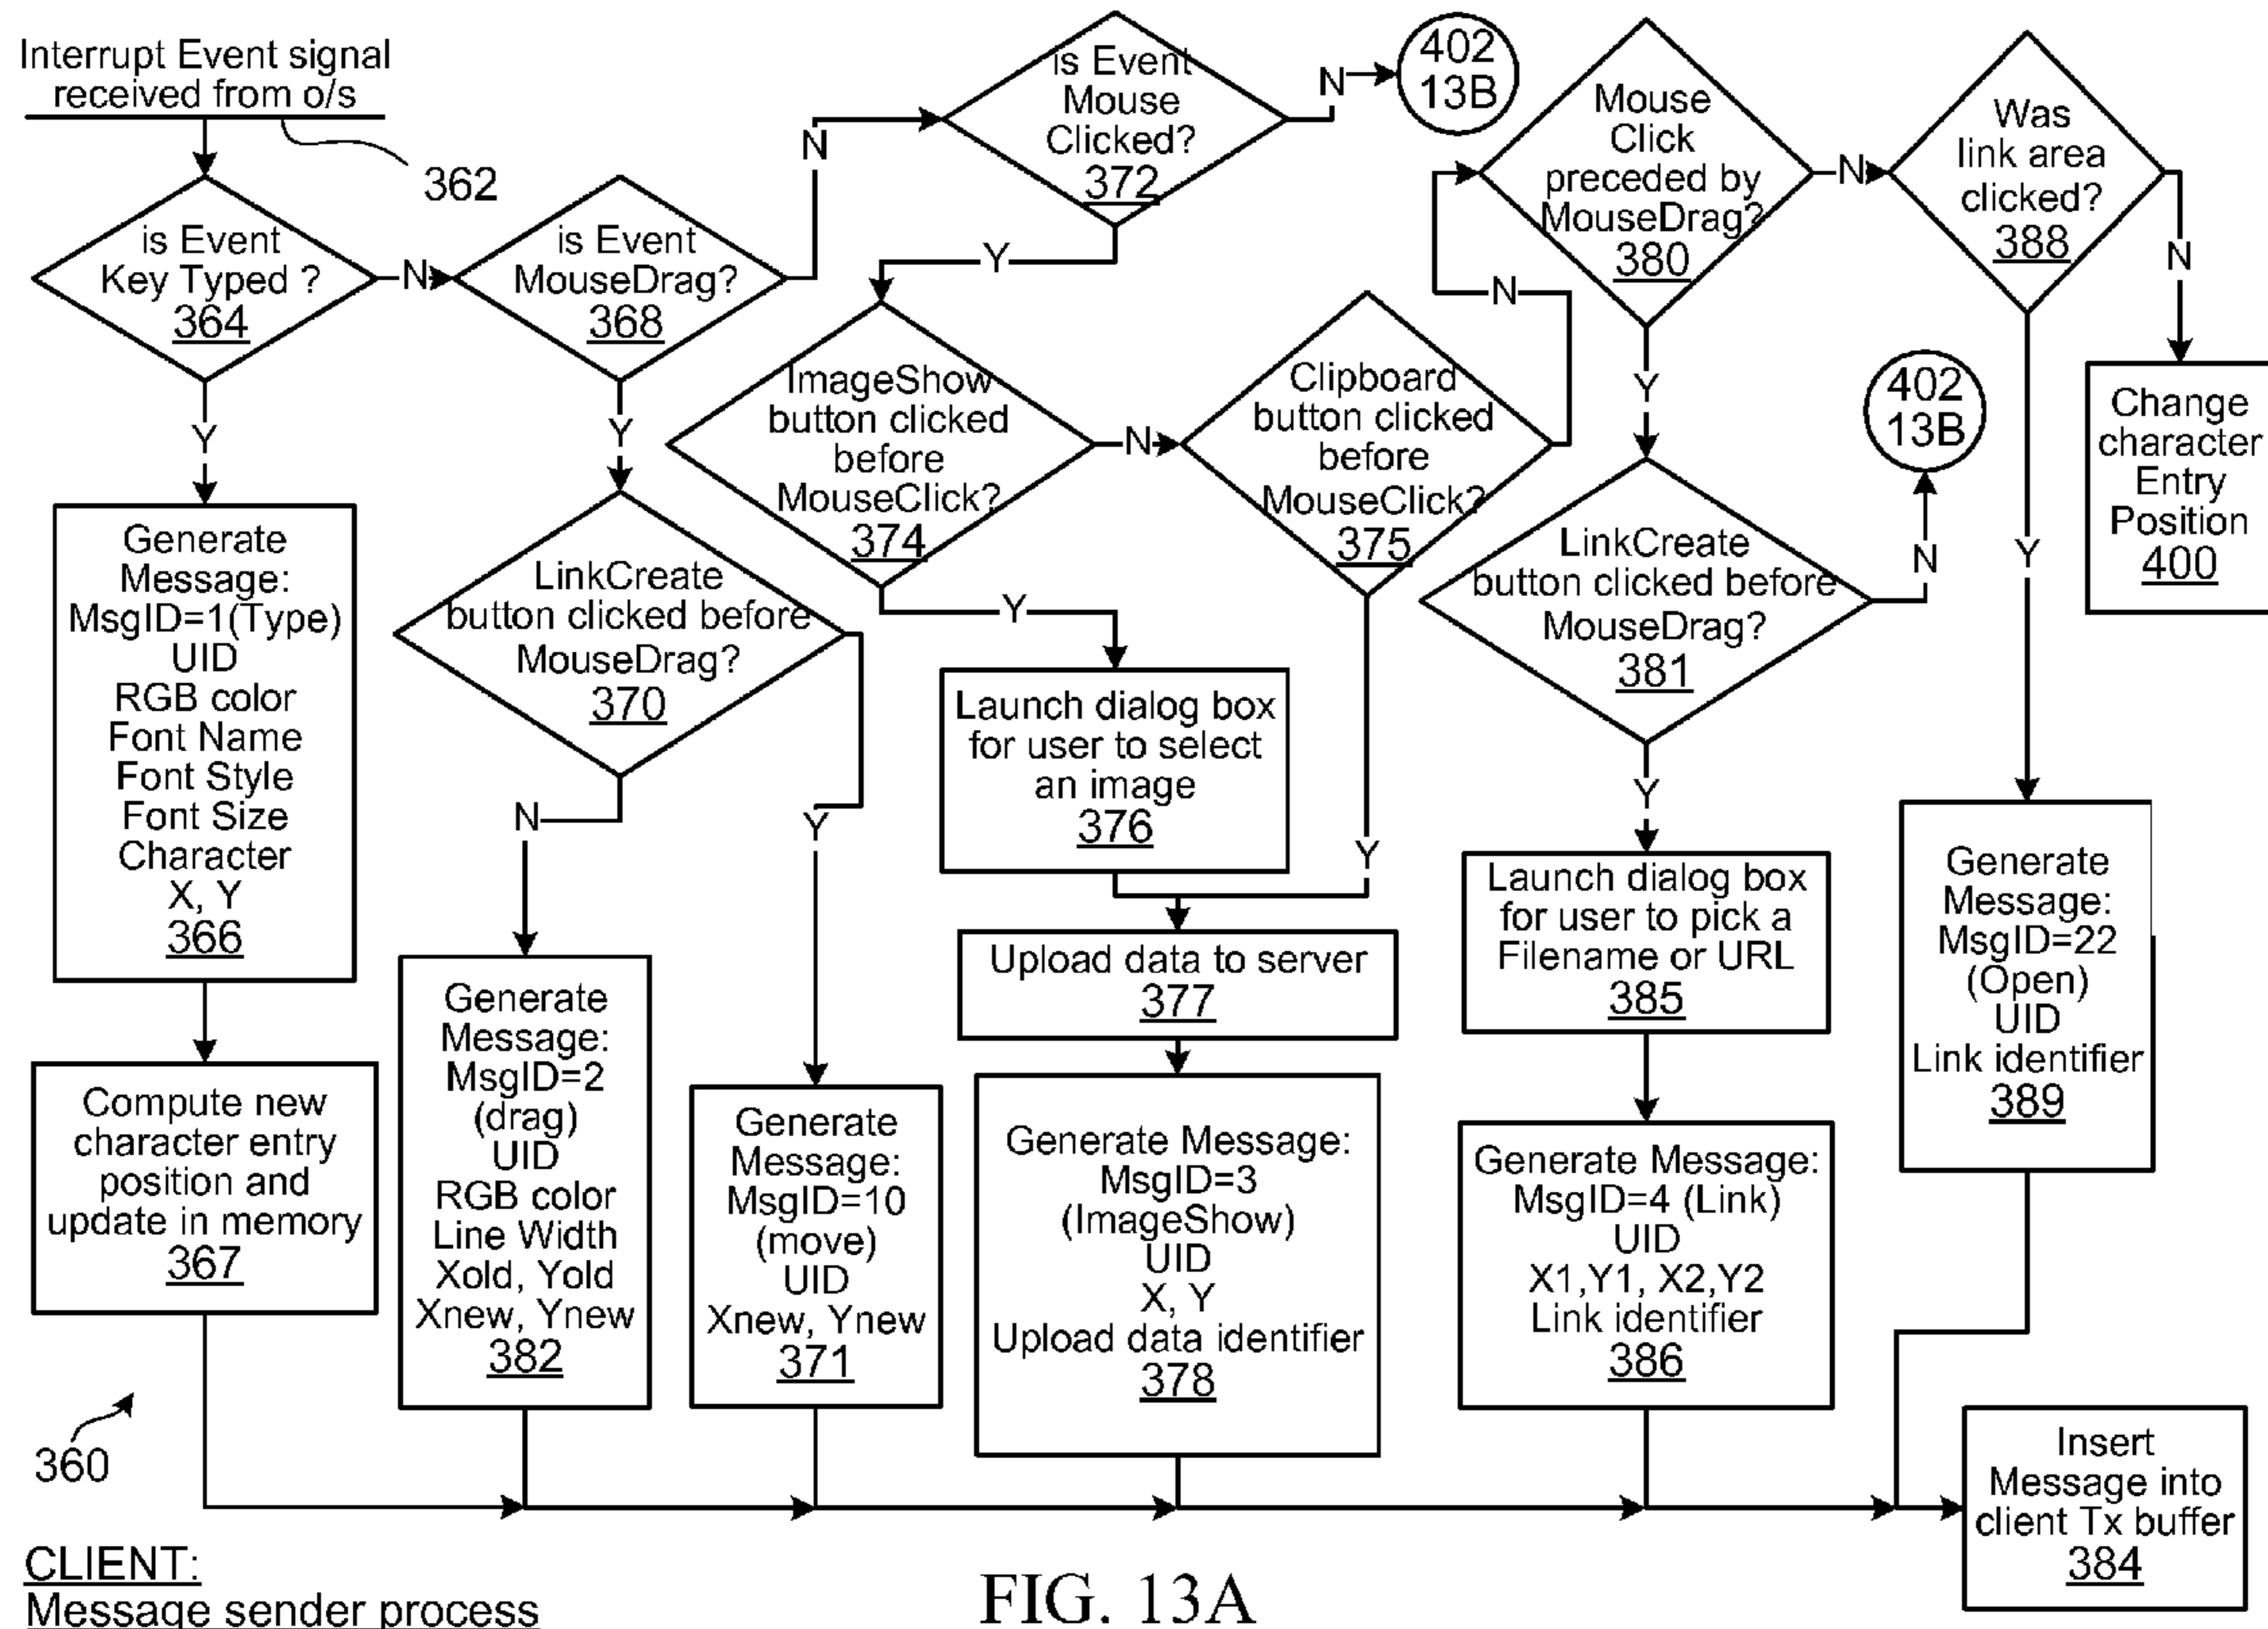 Interrupt Event signal
received from o/s
362
is Event
Key Typed ?
364
N
is Event
MouseDrag?
368
N
is Event
Mouse
Clicked?
372
N
402
13B
Y
Y
Y
ImageShow
button clicked
before
MouseClick?
374
N
Clipboard
button clicked
before
MouseClick?
375
N
Mouse
Click
preceded by
MouseDrag?
380
N
Was
link area
clicked?
388
N
Change
character
Entry
Position
400
Y
Y
402
13B
N
LinkCreate
button clicked before
MouseDrag?
381
Y
Generate
Message:
MsgID=1(Type)
UID
RGB color
Font Name
Font Style
Font Size
Character
X, Y
366
Compute new
character entry
position and
update in memory
367
LinkCreate
button clicked before
MouseDrag?
370
N
Y
Generate
Message:
MsgID=2
(drag)
UID
RGB color
Line Width
Xold, Yold
Xnew, Ynew
382
Generate
Message:
MsgID=10
(move)
UID
Xnew, Ynew
371
Y
Launch dialog box
for user to select
an image
376
Y
Upload data to server
377
Generate Message:
MsgID=3
(ImageShow)
UID
X, Y
Upload data identifier
378
Launch dialog box
for user to pick a
Filename or URL
385
Generate Message:
MsgID=4 (Link)
UID
X1,Y1, X2,Y2
Link identifier
386
Generate
Message:
MsgID=22
(Open)
UID
Link identifier
389
Insert
Message into
client Tx buffer
384
360
CLIENT:
Message sender process
FIG. 13A